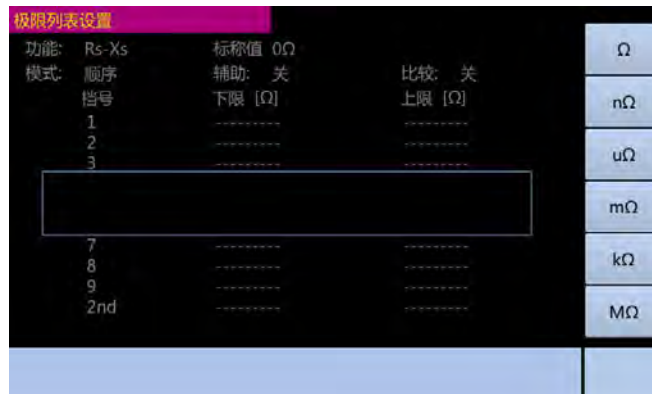 极限列表设置
功能: Rs-Xs 标称值 0Ω
模式: 顺序 辅助: 关 比较: 关
档号 下限 [Ω] 上限 [Ω]
1 --------- ---------
2 --------- ---------
3 --------- ---------
7 --------- ---------
8 --------- ---------
9 --------- ---------
2nd --------- ---------
Ω
nΩ
uΩ
mΩ
kΩ
MΩ